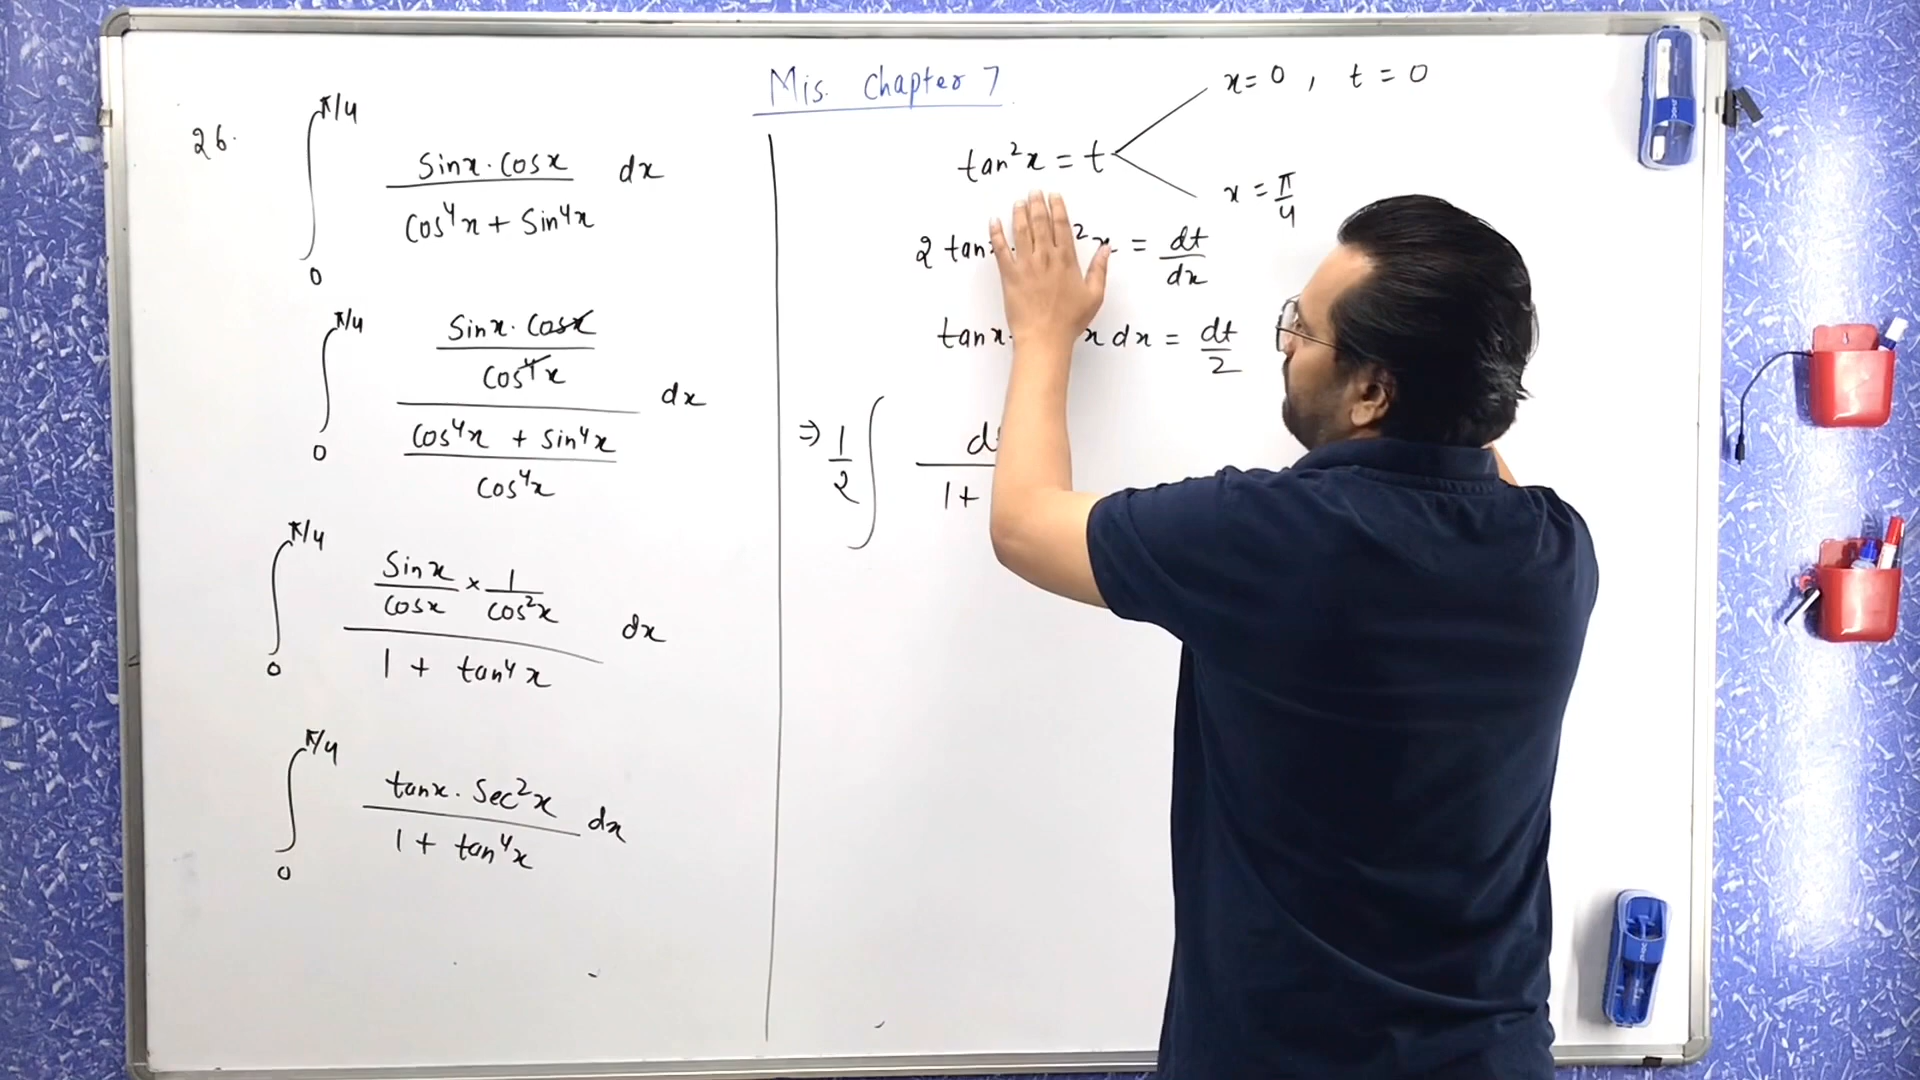 Mis. Chapter 7
26.
∫₀^π/4 Sinx·Cosx / Cos⁴x + Sin⁴x dx
∫₀^π/4 (Sinx·Cosx / Cos⁴x) / (Cos⁴x + Sin⁴x / Cos⁴x) dx
∫₀^π/4 (Sinx / Cosx × 1 / Cos²x) / (1 + tan⁴x) dx
∫₀^π/4 tanx·Sec²x / 1 + tan⁴x dx
x=0, t=0
tan²x = t
x = π/4
2 tan ²x = dt/dx
tanx· x dx = dt/2
⇒ 1/2 ∫ d / 1+